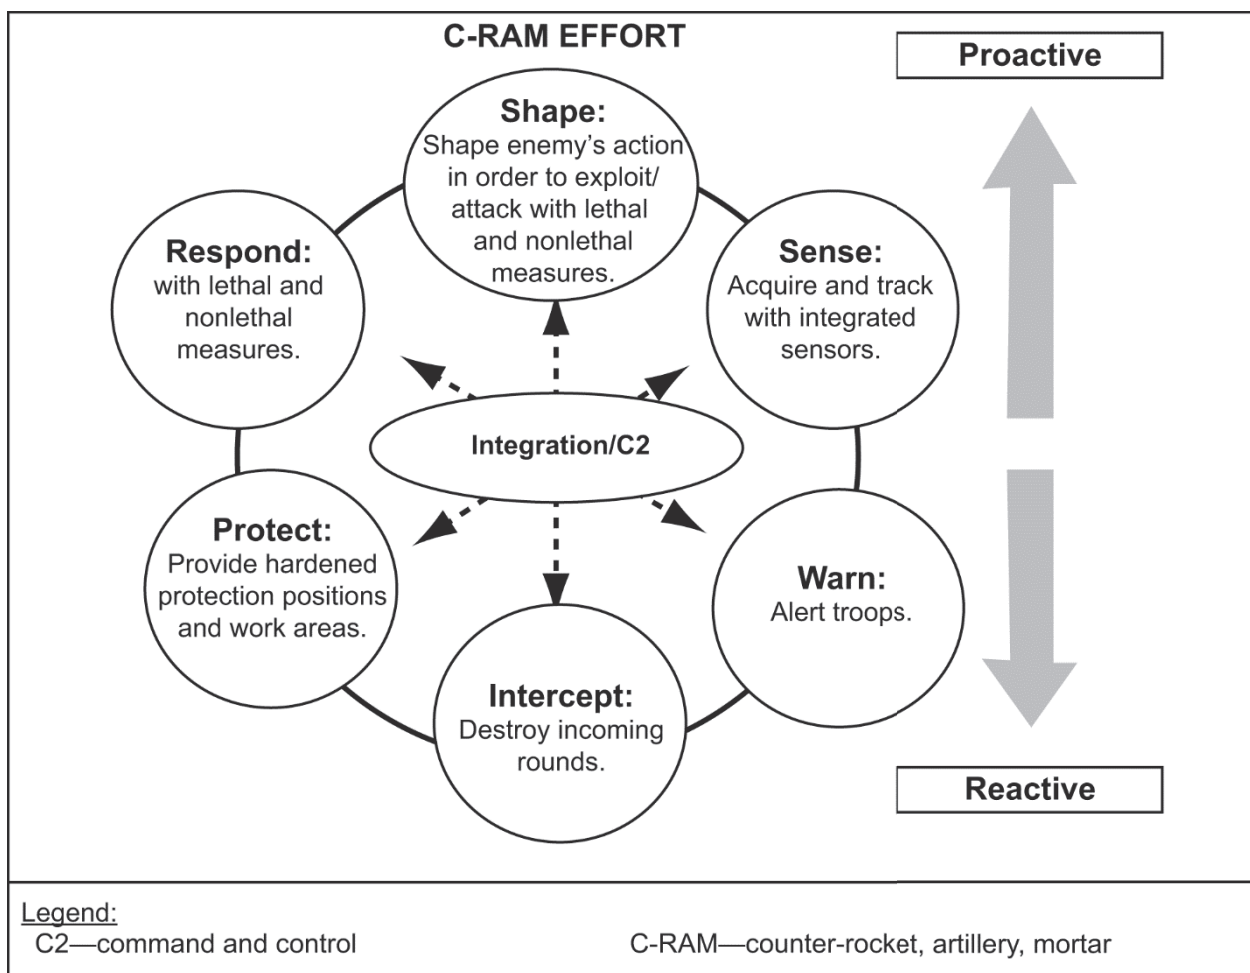 C-RAM EFFORT
Proactive
Shape:
Shape enemy's action
in order to exploit/
attack with lethal
and nonlethal
measures.
Respond:
with lethal and
nonlethal
measures.
Sense:
Acquire and track
with integrated
sensors.
Integration/C2
Protect:
Provide hardened
protection positions
and work areas.
Warn:
Alert troops.
Intercept:
Destroy incoming
rounds.
Reactive
Legend:
C2—command and control
C-RAM—counter-rocket, artillery, mortar